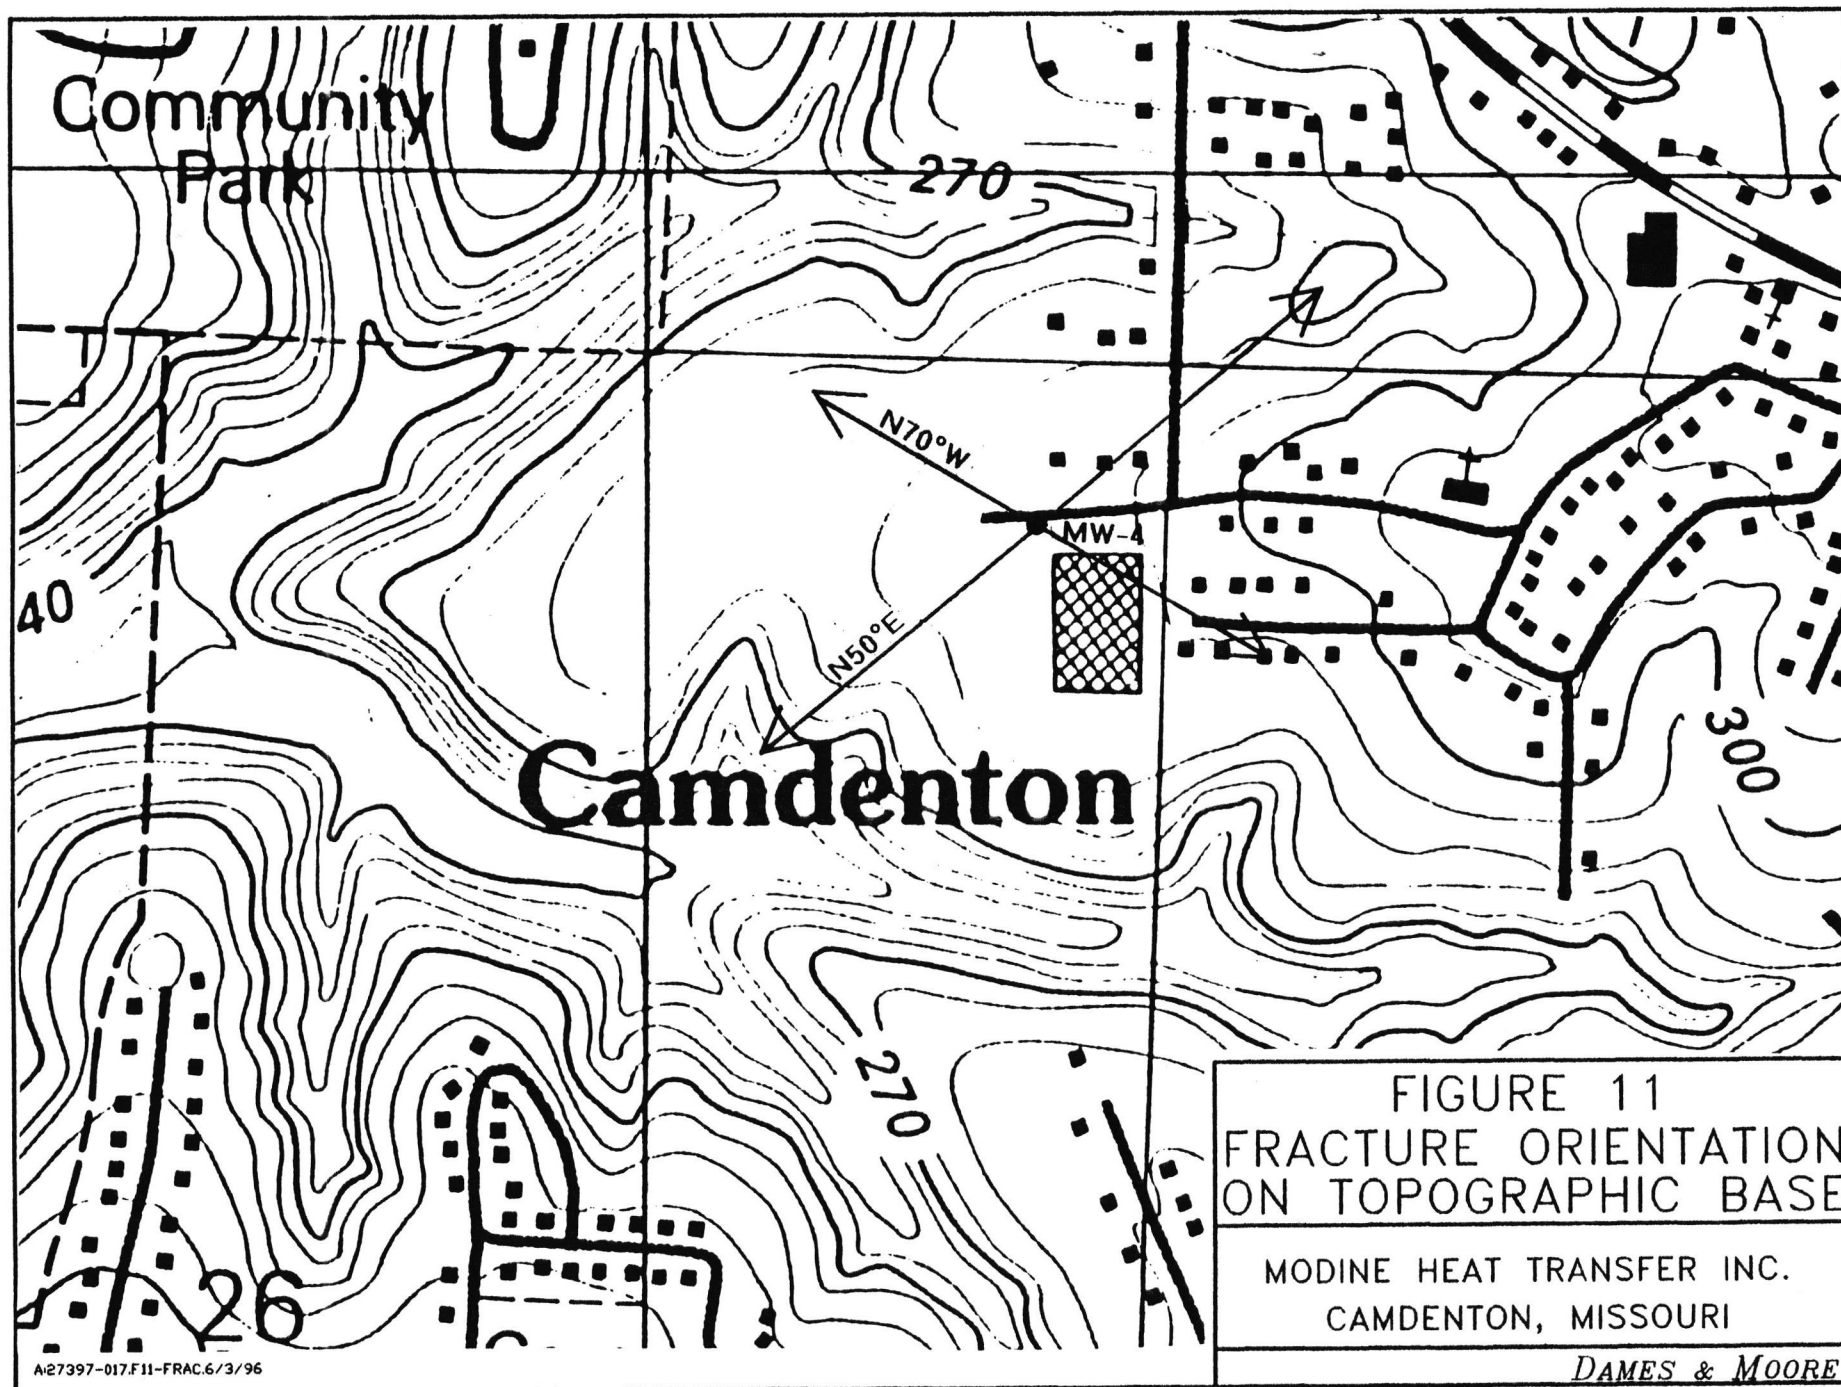 Community
Park
270
N70°W
MW-4
40
N50°E
Camdenton
300
270
26
FIGURE 11
FRACTURE ORIENTATION
ON TOPOGRAPHIC BASE
MODINE HEAT TRANSFER INC.
CAMDENTON, MISSOURI
DAMES & MOORE
A:27397-017.F11-FRAC.6/3/96